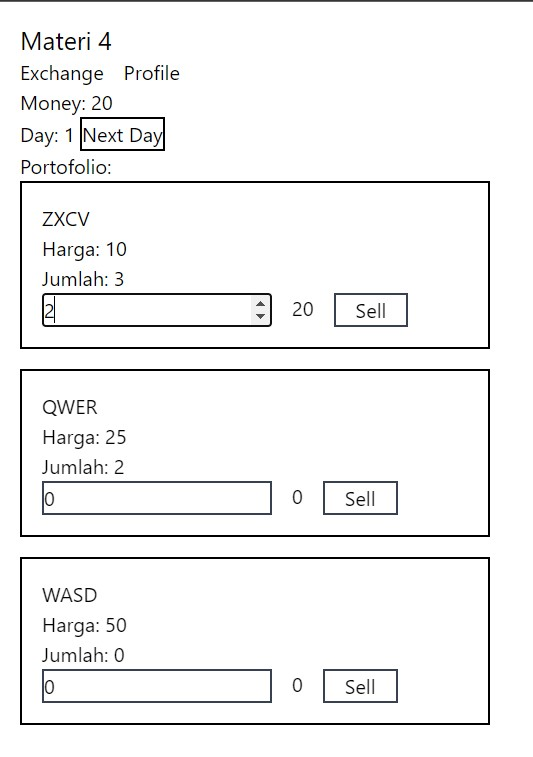 Materi 4
Exchange Profile
Money: 20
Day: 1 Next Day
Portofolio:
ZXCV
Harga: 10
Jumlah: 3
2 20 Sell
QWER
Harga: 25
Jumlah: 2
0 0 Sell
WASD
Harga: 50
Jumlah: 0
0 0 Sell